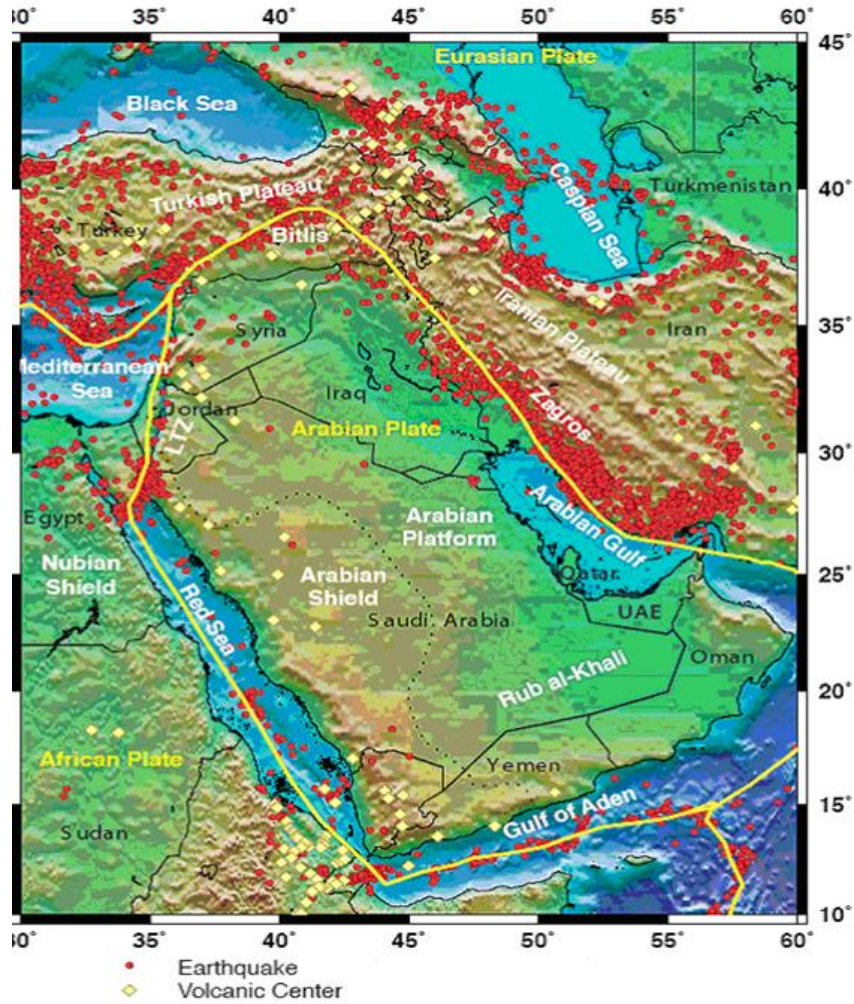 30° 35° 40° 45° 50° 55° 60°
45°
Eurasian Plate
Black Sea
Caspian Sea
40°
Turkmenistan
Turkish Plateau
Turkey
Bitlis
Iranian Plateau
Iran
35°
Syria
Mediterranean
Sea
Iraq
Jordan
LTZ
Arabian Plate
Zagros
30°
Arabian Gulf
Egypt
Arabian
Platform
Nubian
Shield
Qatar
25°
Arabian
Shield
Red Sea
UAE
Saudi Arabia
Oman
Rub al-Khali
20°
African Plate
Yemen
15°
Gulf of Aden
Sudan
10°
30° 35° 40° 45° 50° 55° 60°
Earthquake
Volcanic Center